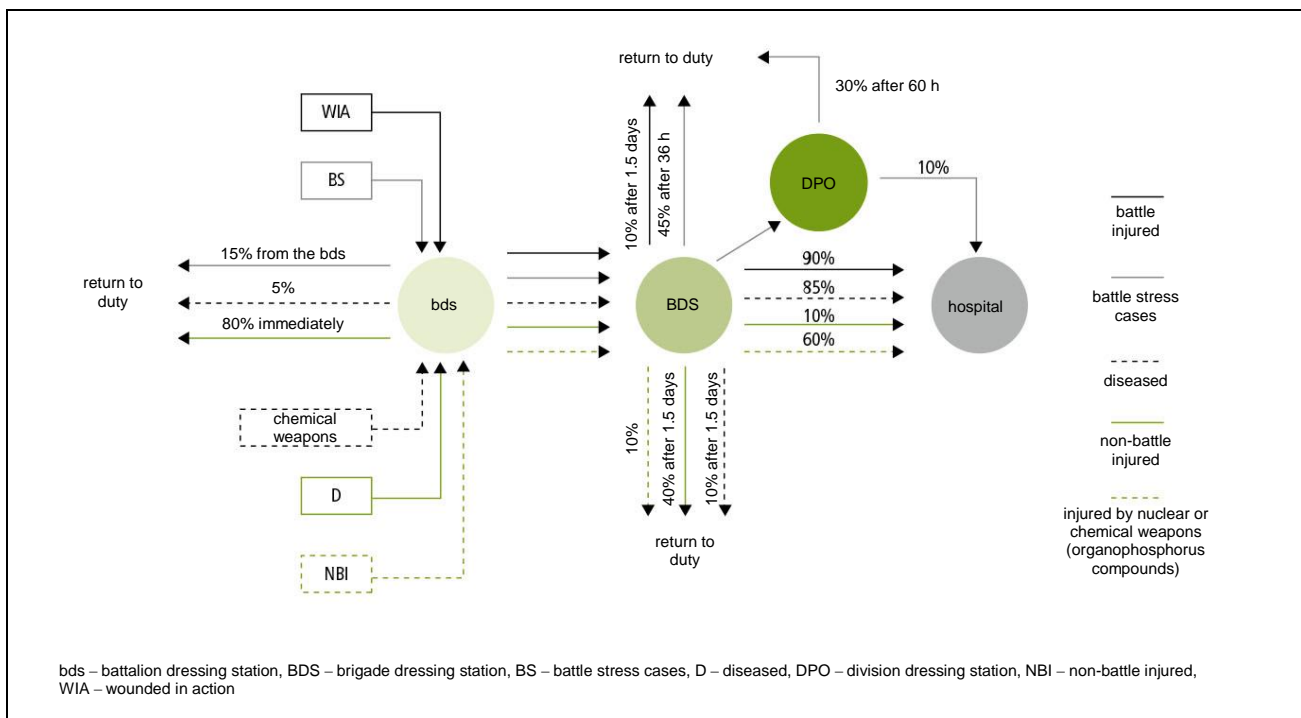 return to duty
30% after 60 h
WIA
BS
10% after 1.5 days
45% after 36 h
DPO
10%
battle
injured
15% from the bds
return to
duty
5%
80% immediately
bds
BDS
90%
85%
10%
60%
hospital
battle stress
cases
diseased
chemical
weapons
D
NBI
10%
40% after 1.5 days
10% after 1.5 days
return to
duty
non-battle
injured
injured by nuclear or
chemical weapons
(organophosphorus
compounds)
bds – battalion dressing station, BDS – brigade dressing station, BS – battle stress cases, D – diseased, DPO – division dressing station, NBI – non-battle injured,
WIA – wounded in action